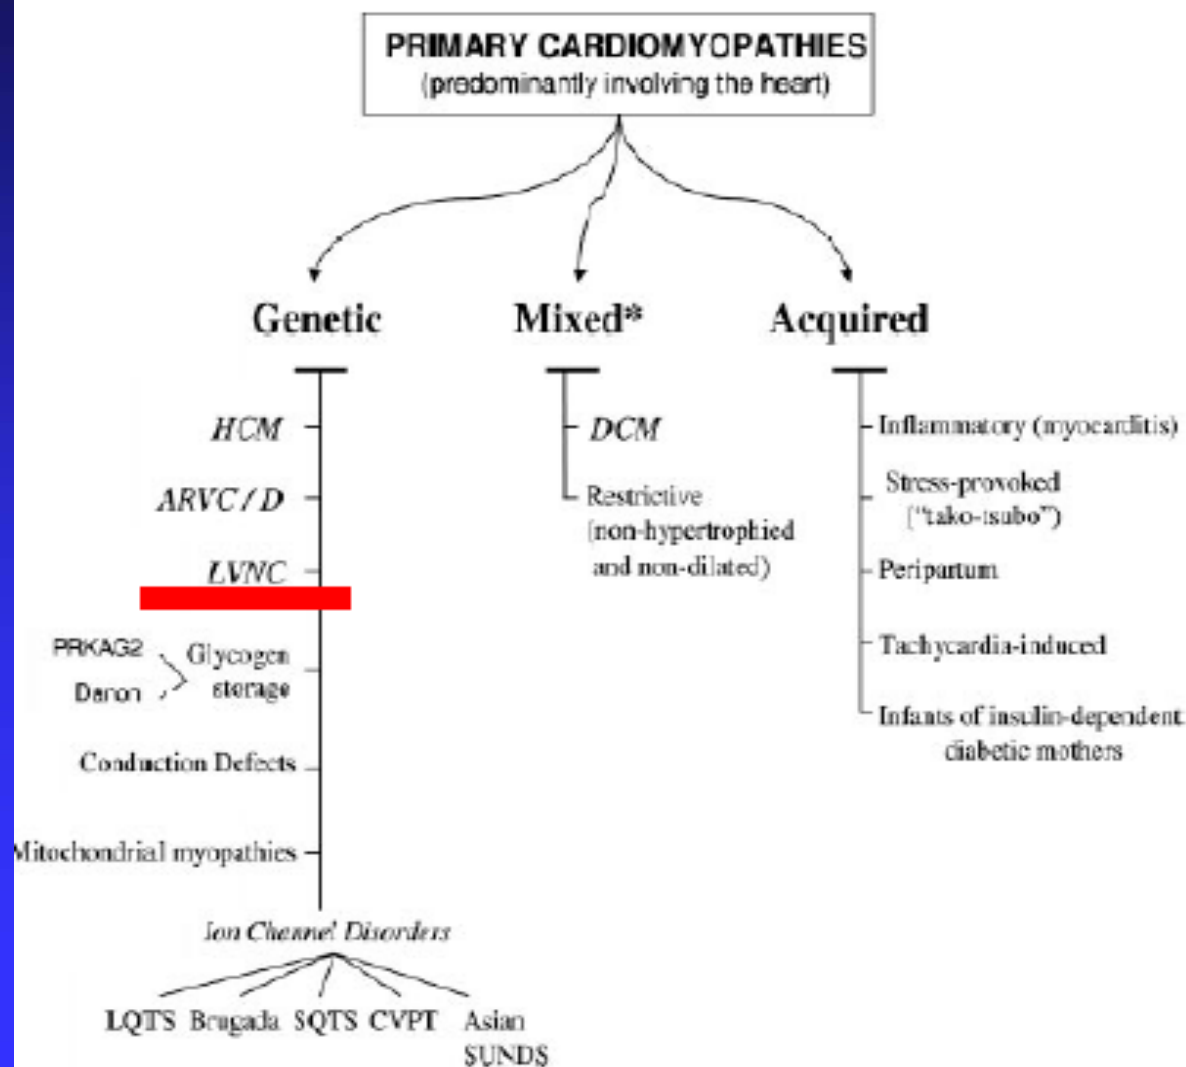 PRIMARY CARDIOMYOPATHIES
(predominantly involving the heart)
Genetic
HCM
ARVC / D
LVNC
PRKAG2
Danon
Glycogen
storage
Conduction Defects
Mitochondrial myopathies
Ion Channel Disorders
LQTS Brugada SQTS CVPT Asian
SUNDS
Mixed*
DCM
Restrictive
(non-hypertrophied
and non-dilated)
Acquired
Inflammatory (myocarditis)
Stress-provoked
("tako-tsubo")
Peripartum
Tachycardia-induced
Infants of insulin-dependent
diabetic mothers